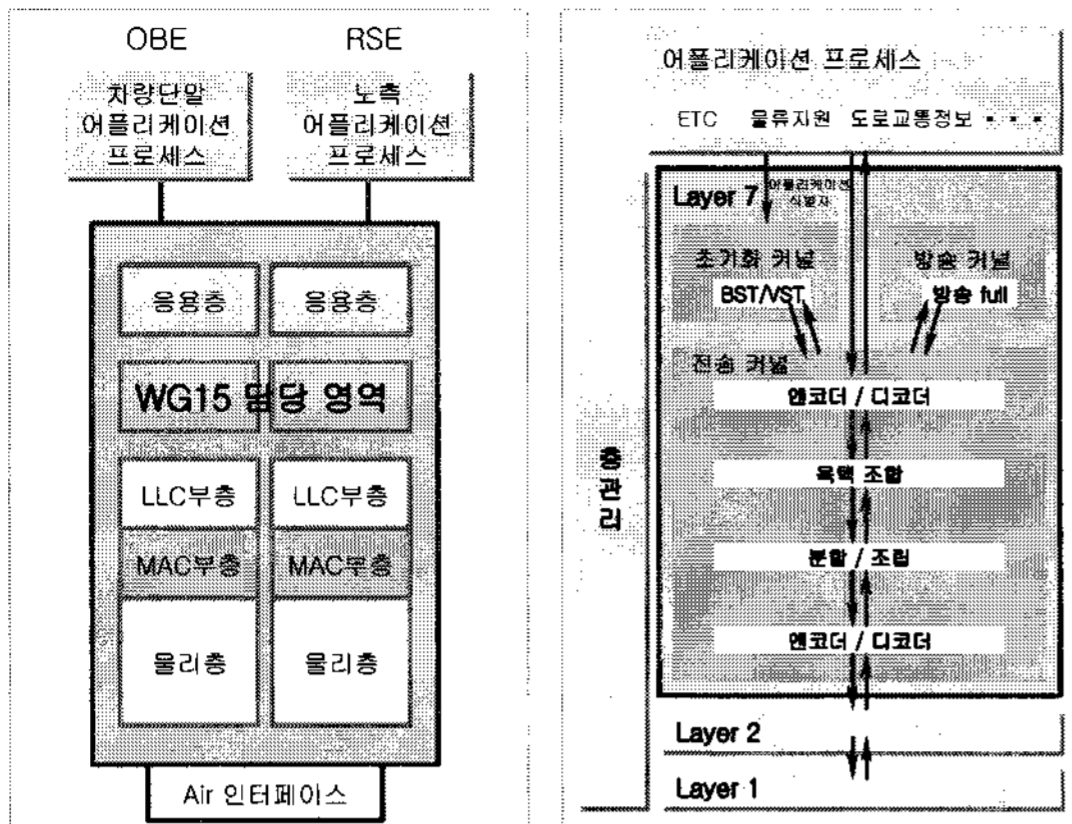 OBE
RSE
차량단말
어플리케이션
프로세스
노측
어플리케이션
프로세스
응용층
응용층
WG15 담당 영역
LLC부층
LLC부층
MAC부층
MAC부층
물리층
물리층
Air 인터페이스
어플리케이션 프로세스
ETC 물류지원 도로교통정보 • • •
Layer 7
어플리케이션
식별자
초기화 커널
BST/VST
방송 커널
방송 full
전송 커널
엔코더 / 디코더
옥텍 조합
분할 / 조립
엔코더 / 디코더
층
관
리
Layer 2
Layer 1